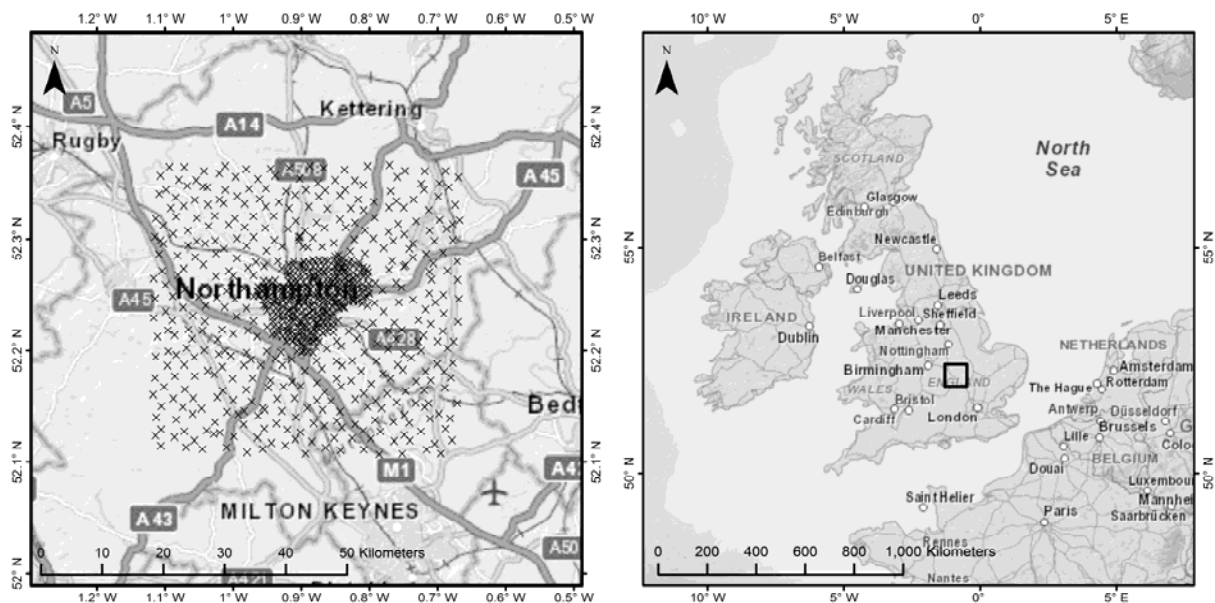 1.2° W 1.1° W 1° W 0.9° W 0.8° W 0.7° W 0.6° W 0.5° W
N
A5
Kettering
52.4° N
A14
Rugby
A508
A 45
52.3° N
Northampton
A45
A428
52.2° N
Bed
52.1° N
M1
A4
A 43
MILTON KEYNES
A50
0 10 20 30 40 50 Kilometers
A421
52° N
1.2° W 1.1° W 1° W 0.9° W 0.8° W 0.7° W 0.6° W 0.5° W
52.4° N
52.3° N
52.2° N
52.1° N
52° N
10° W 5° W 0° 5° E
N
North
Sea
SCOTLAND
Glasgow
Edinburgh
Newcastle
55° N
Belfast
UNITED KINGDOM
Douglas
Leeds
Liverpool Sheffield
IRELAND
Manchester
Dublin
Nottingham
NETHERLANDS
Birmingham
Amsterdam
WALES
ENGLAND
The Hague Rotterdam
Bristol
Antwerp Düsseldorf
Cardiff
London
Brussels
G
Lille
Colo
BELGIUM
Douai
50° N
Luxembour
Saint Helier
Mannhe
Paris
Saarbrücken
Rennes
0 200 400 600 800 1,000 Kilometers
Nantes
10° W 5° W 0° 5° E
55° N
50° N